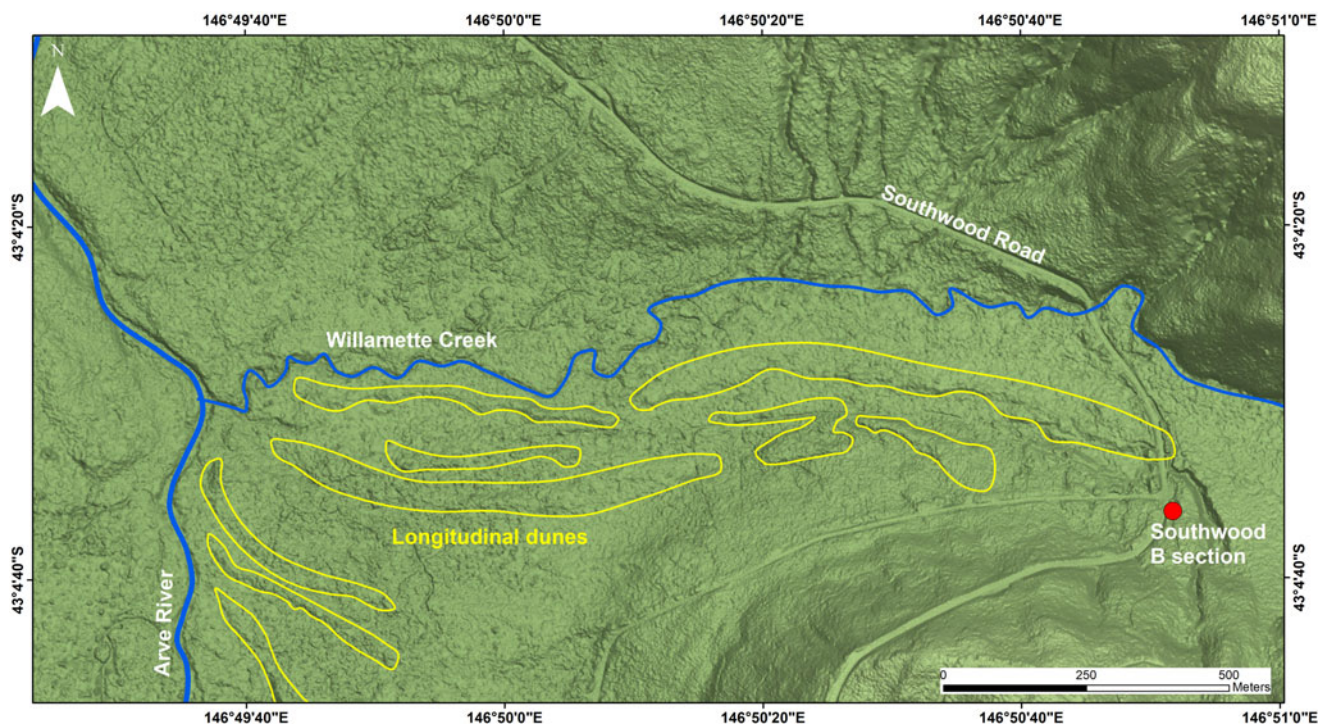 146°49'40"E 146°50'0"E 146°50'20"E 146°50'40"E 146°51'0"E
N
43°4'20"S 43°4'20"S
Southwood Road
Willamette Creek
Longitudinal dunes
Southwood
B section
43°4'40"S 43°4'40"S
Arve River
0 250 500
Meters
146°49'40"E 146°50'0"E 146°50'20"E 146°50'40"E 146°51'0"E